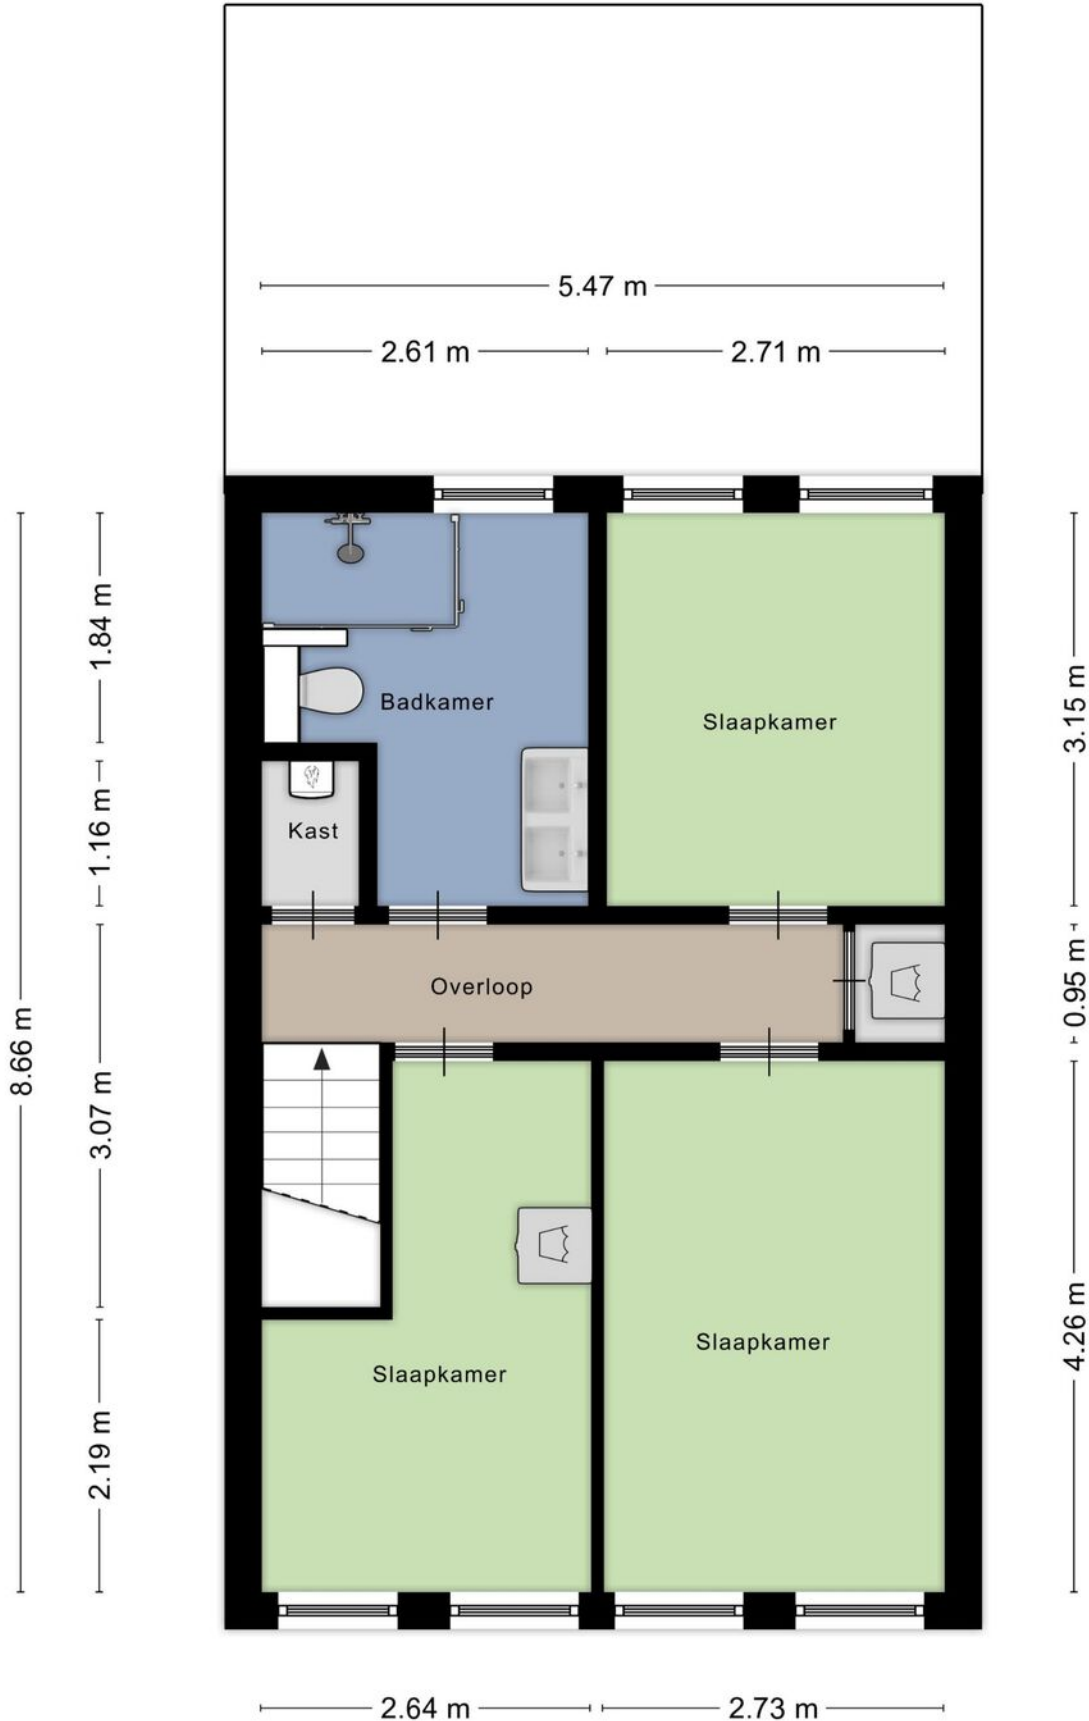 5.47 m
2.61 m
2.71 m
1.84 m
3.15 m
Badkamer
Slaapkamer
1.16 m
Kast
0.95 m
Overloop
8.66 m
3.07 m
4.26 m
Slaapkamer
Slaapkamer
2.19 m
2.64 m
2.73 m